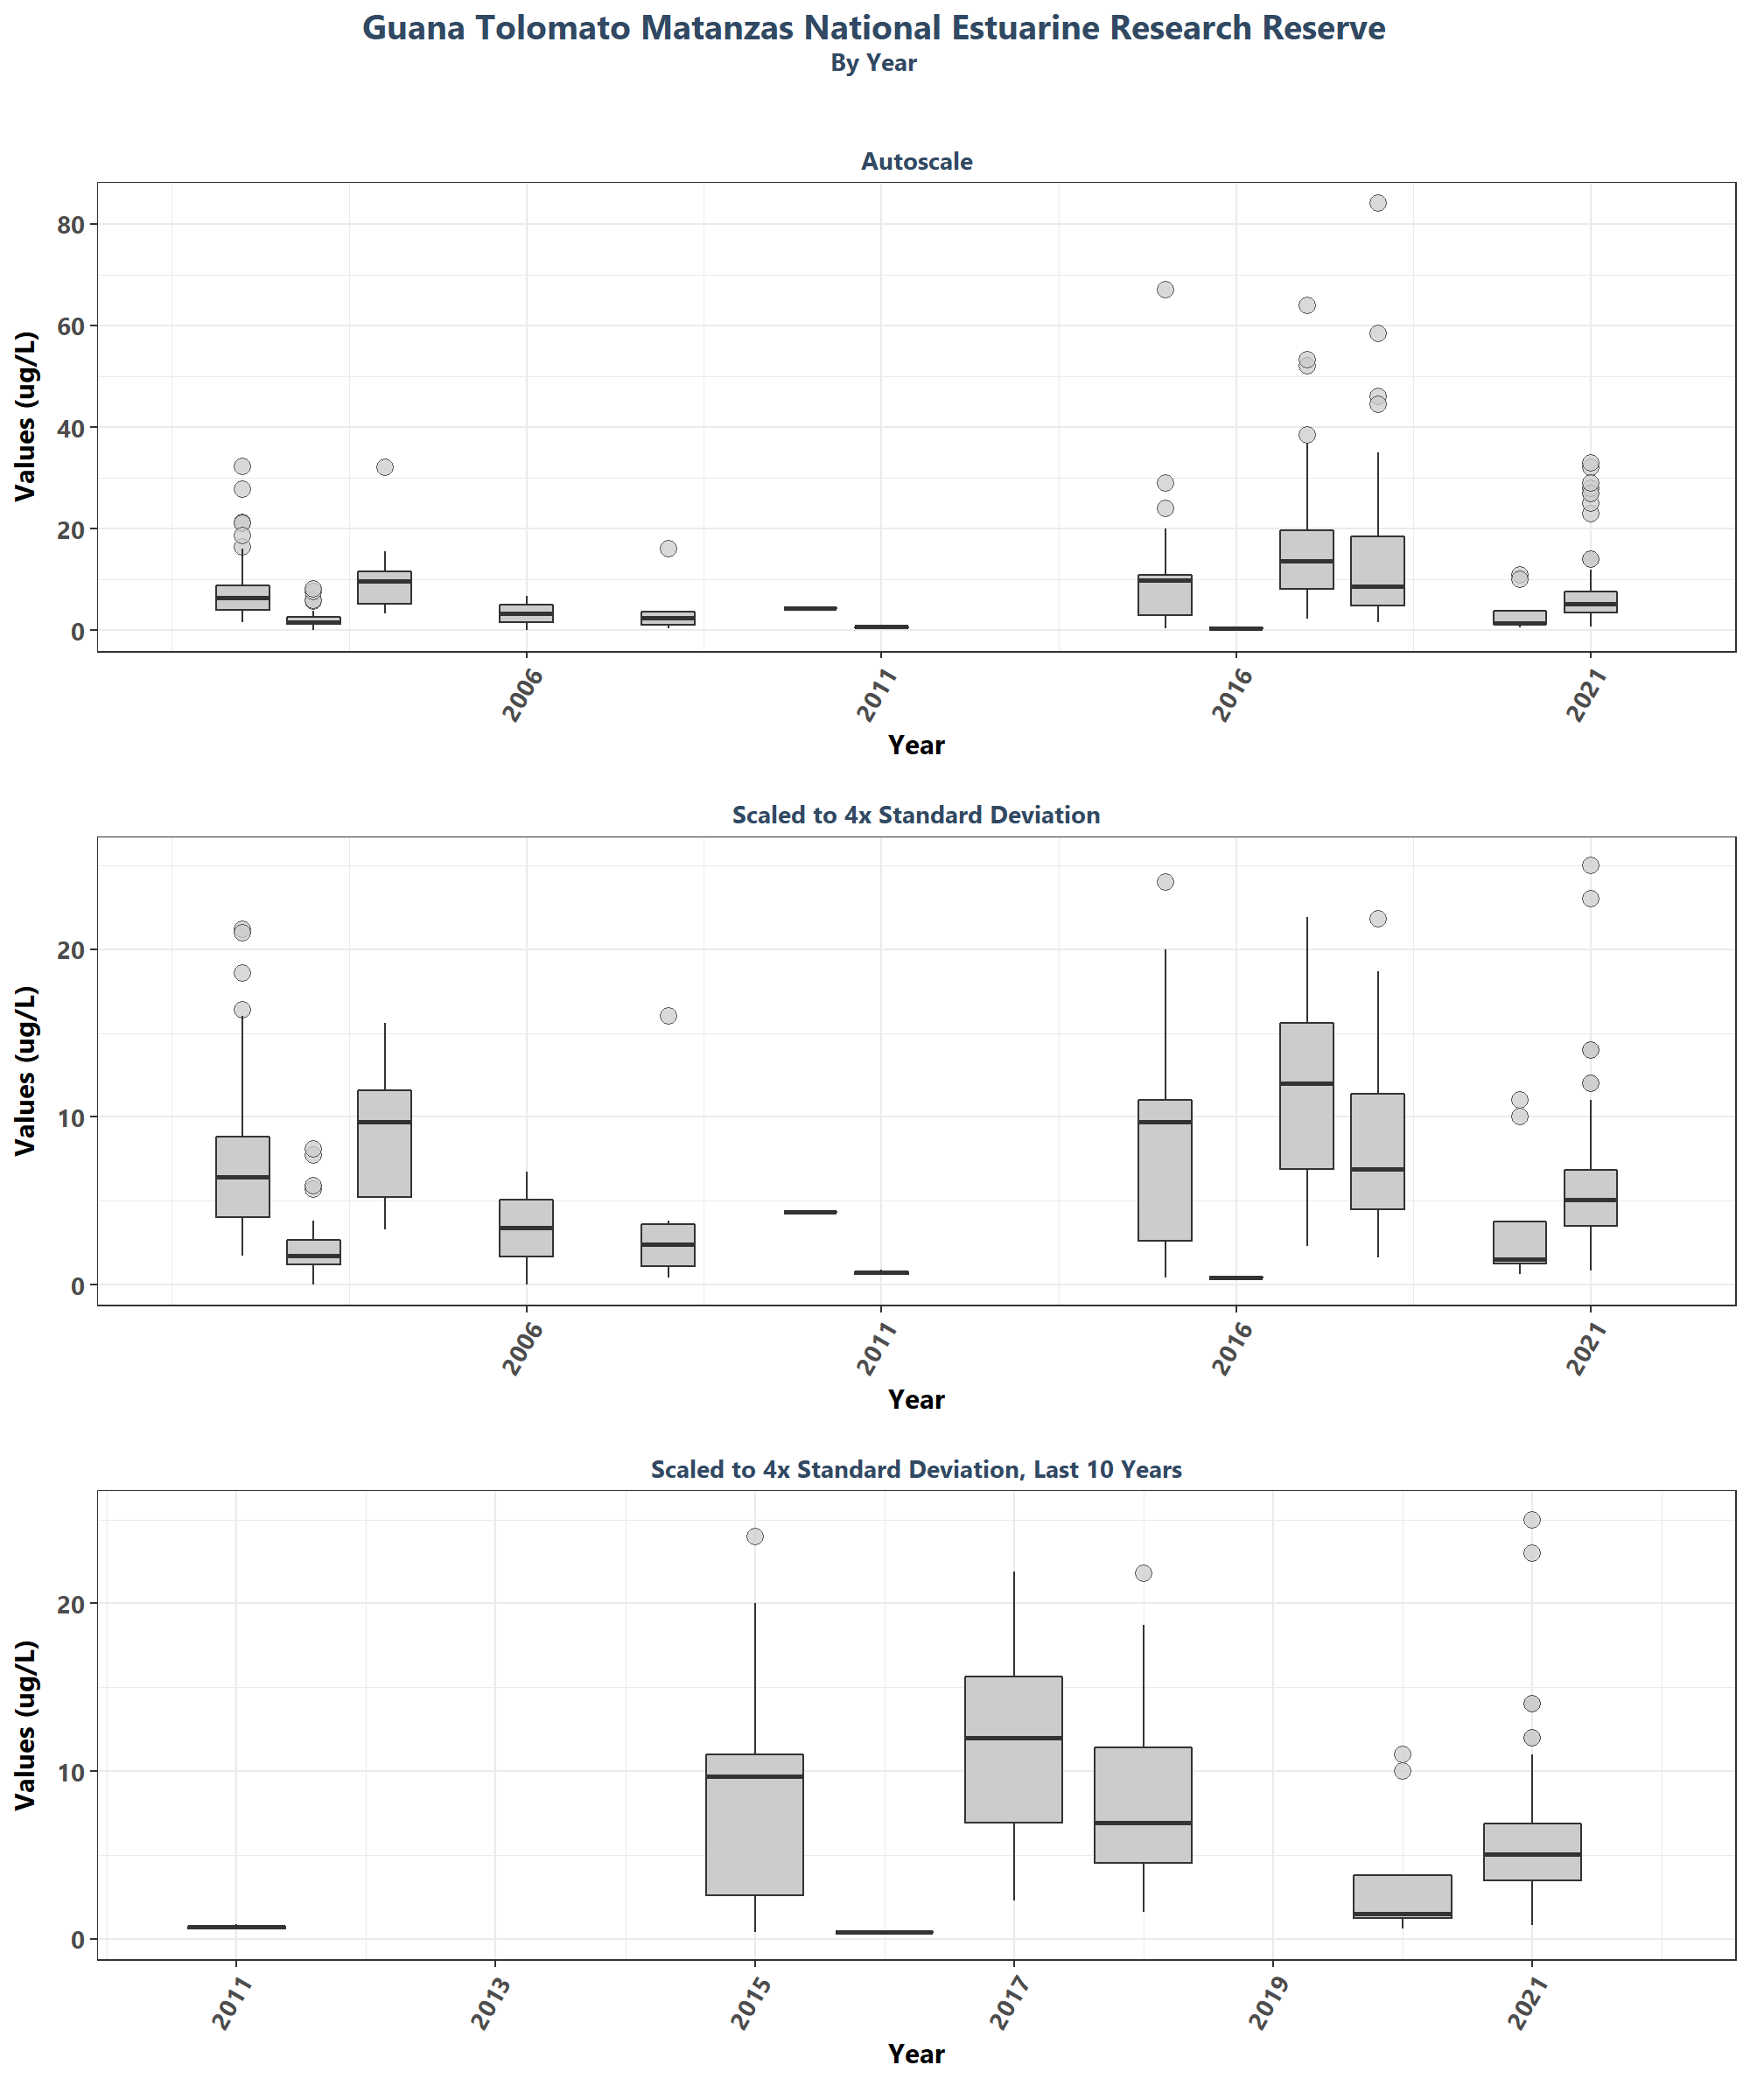 Guana Tolomato Matanzas National Estuarine Research Reserve
By Year
Autoscale
Values (ug/L)
80
60
40
20
0
2006
2011
2016
2021
Year
Scaled to 4x Standard Deviation
Values (ug/L)
20
10
0
2006
2011
2016
2021
Year
Scaled to 4x Standard Deviation, Last 10 Years
Values (ug/L)
20
10
0
2011
2013
2015
2017
2019
2021
Year